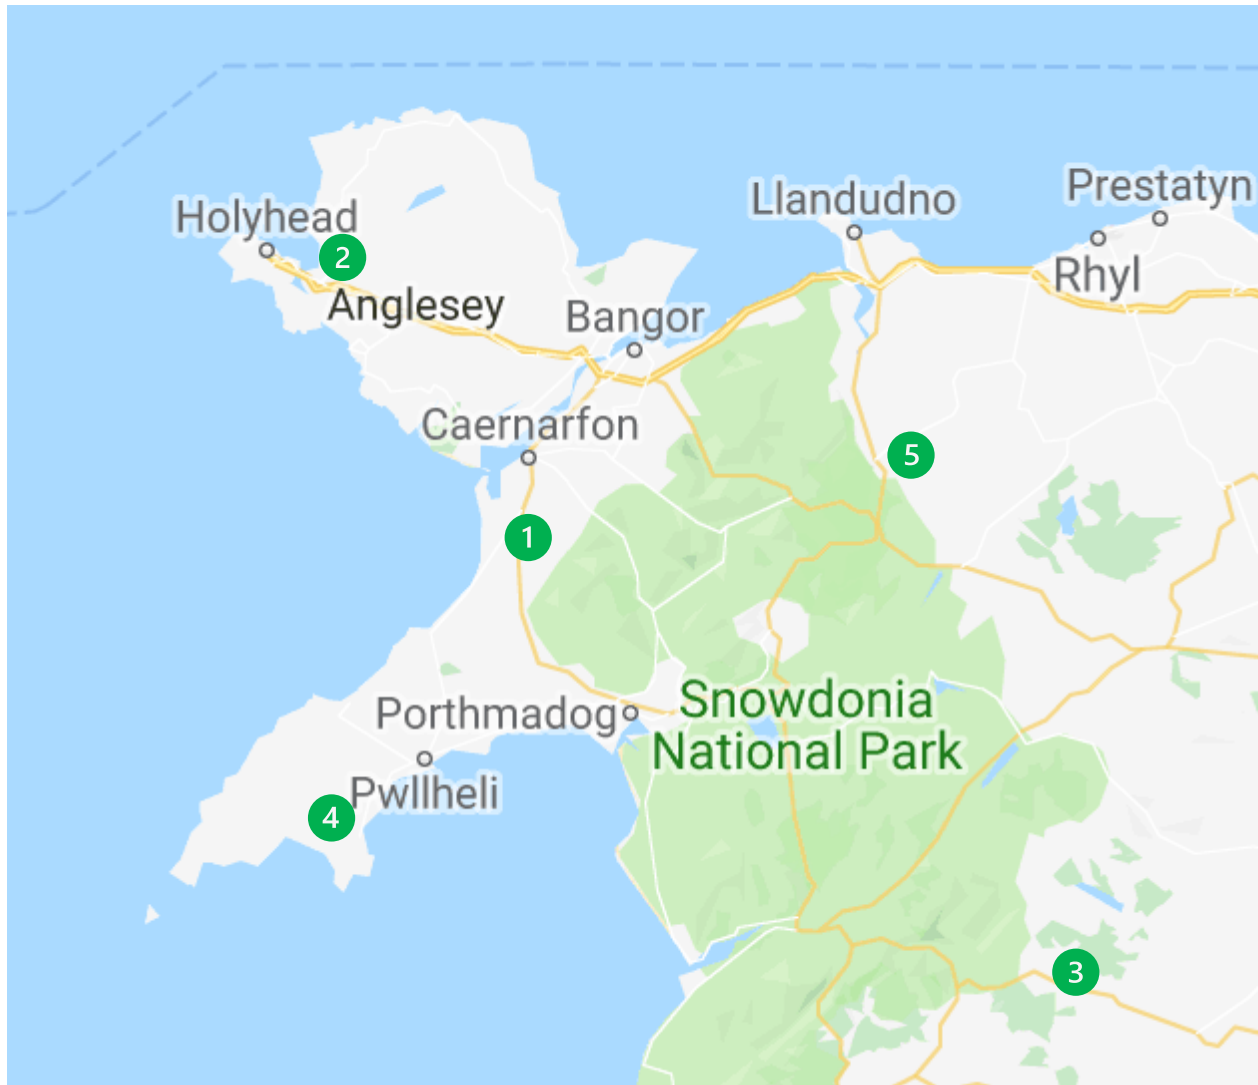 Prestatyn
Llandudno
Holyhead
2
Rhyl
Anglesey
Bangor
Caernarfon
5
1
Snowdonia
National Park
Porthmadog
Pwllheli
4
3